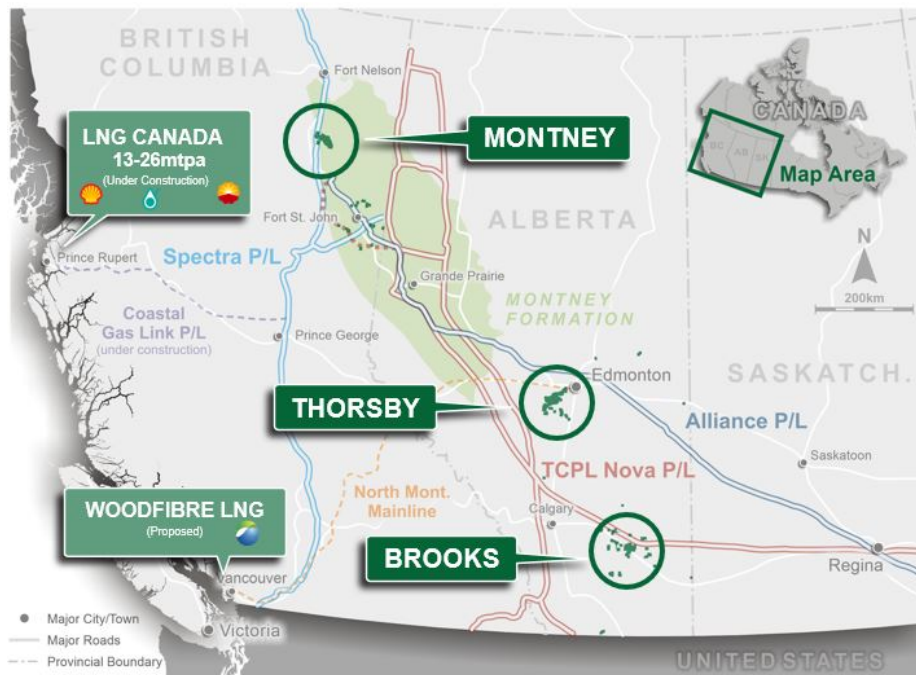 BRITISH
COLUMBIA
Fort Nelson
LNG CANADA
13-26mtpa
(Under Construction)
MONTNEY
CANADA
BC
AB
SK
Map Area
Fort St. John
ALBERTA
N
Prince Rupert
Spectra P/L
Grande Prairie
200km
Coastal
Gas Link P/L
(under construction)
MONTNEY
FORMATION
Prince George
SASKATCH.
Edmonton
THORSBY
Alliance P/L
TCPL Nova P/L
Saskatoon
WOODFIBRE LNG
(Proposed)
North Mont.
Mainline
Calgary
BROOKS
Regina
Vancouver
Major City/Town
Victoria
Major Roads
Provincial Boundary
UNITED STATES